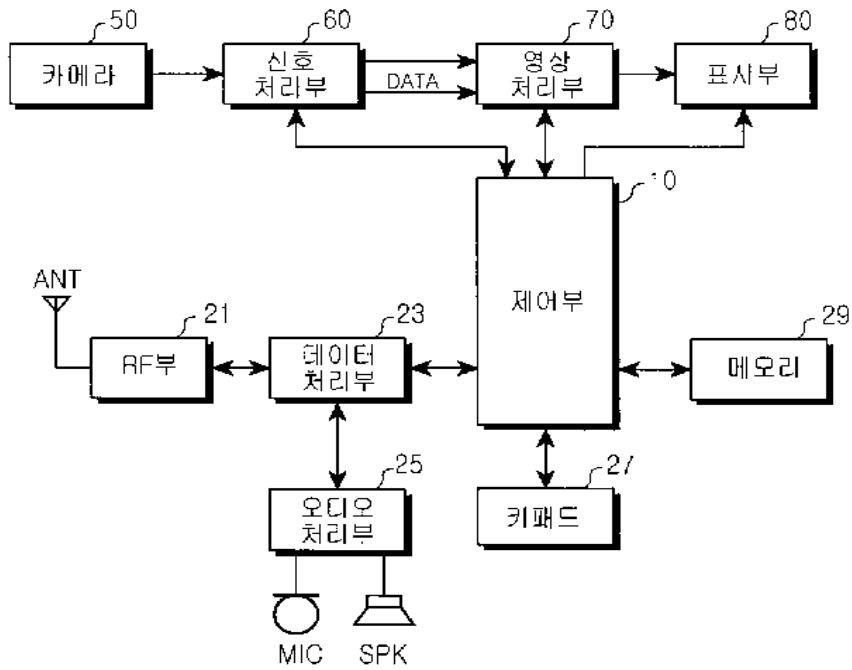 50
60
70
80
카메라
신호
처리부
DATA
영상
처리부
표시부
10
제어부
ANT
21
RF부
23
데이터
처리부
29
메모리
25
오디오
처리부
27
키패드
MIC
SPK